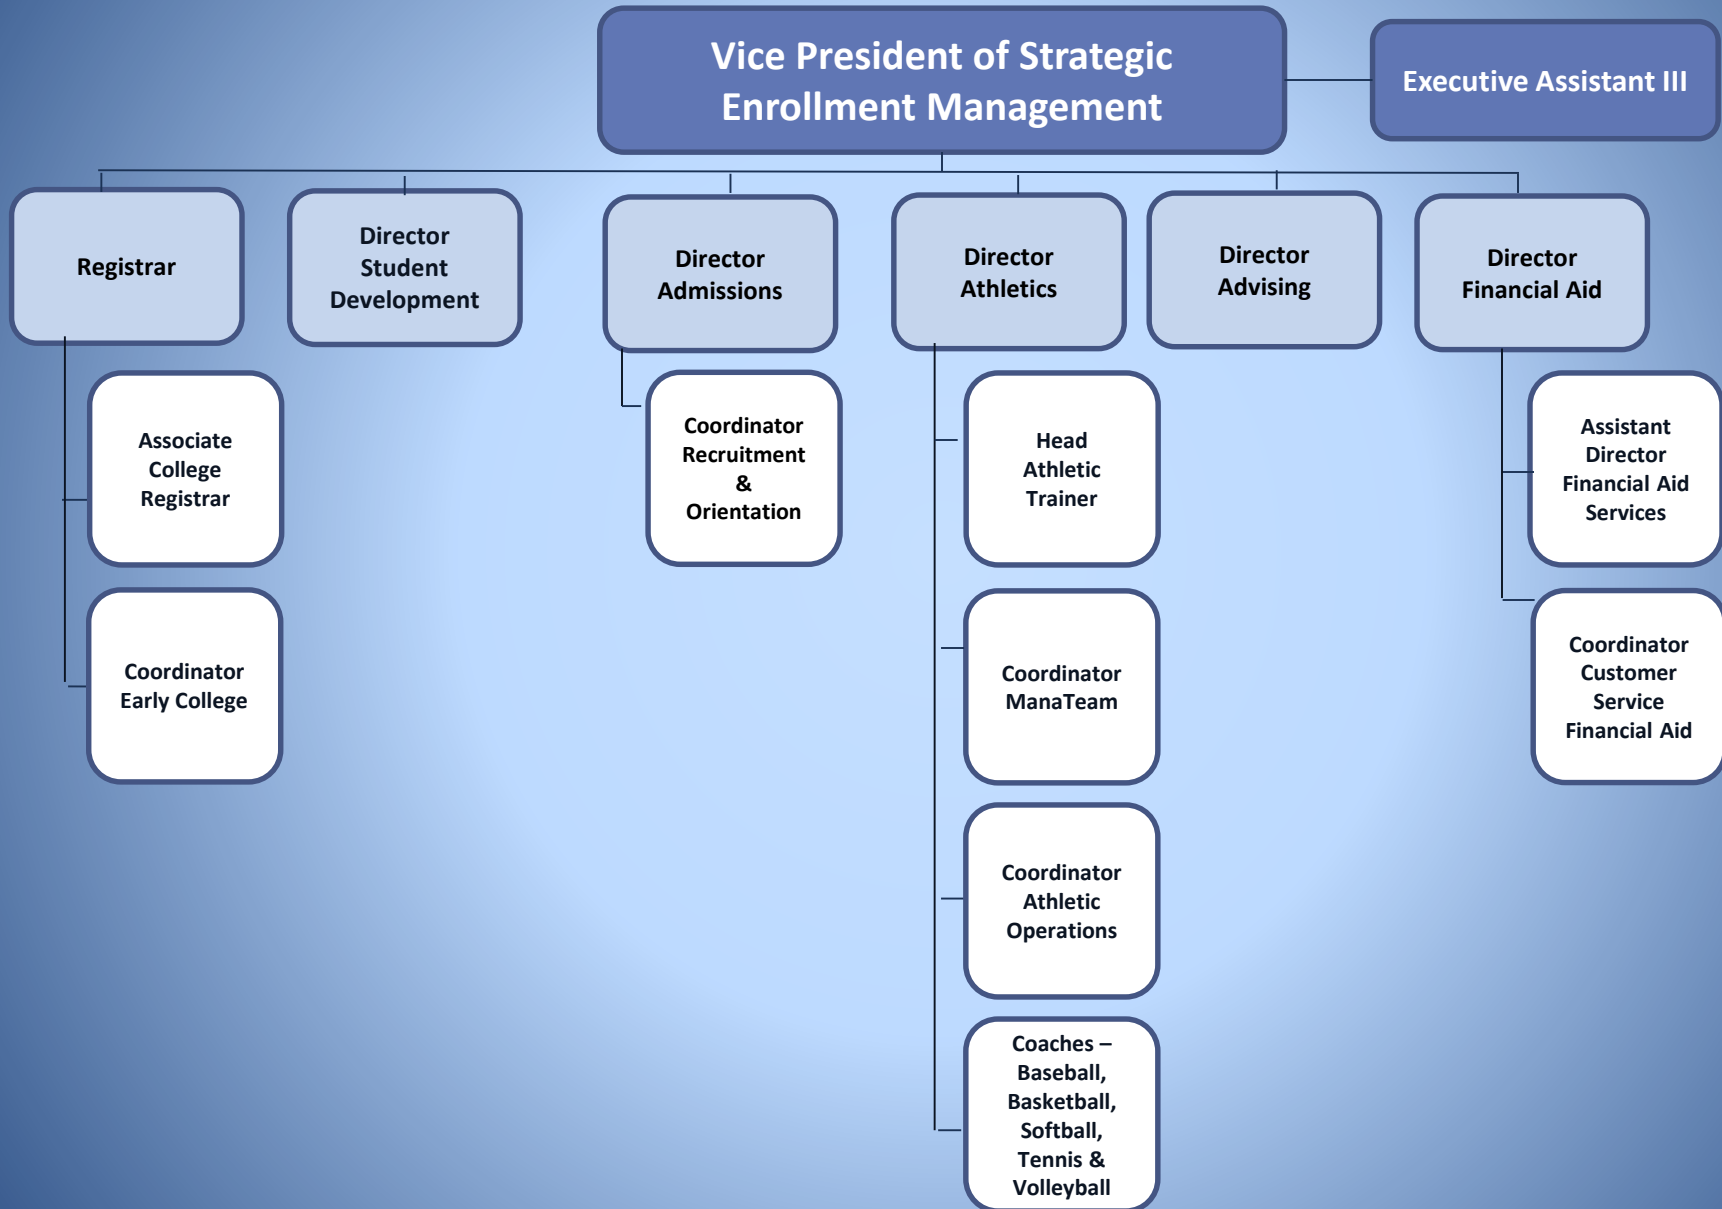 Vice President of Strategic
Enrollment Management
Executive Assistant III
Registrar
Director
Student
Development
Director
Admissions
Director
Athletics
Director
Advising
Director
Financial Aid
Associate
College
Registrar
Coordinator
Recruitment
&
Orientation
Head
Athletic
Trainer
Assistant
Director
Financial Aid
Services
Coordinator
Early College
Coordinator
ManaTeam
Coordinator
Customer
Service
Financial Aid
Coordinator
Athletic
Operations
Coaches –
Baseball,
Basketball,
Softball,
Tennis &
Volleyball